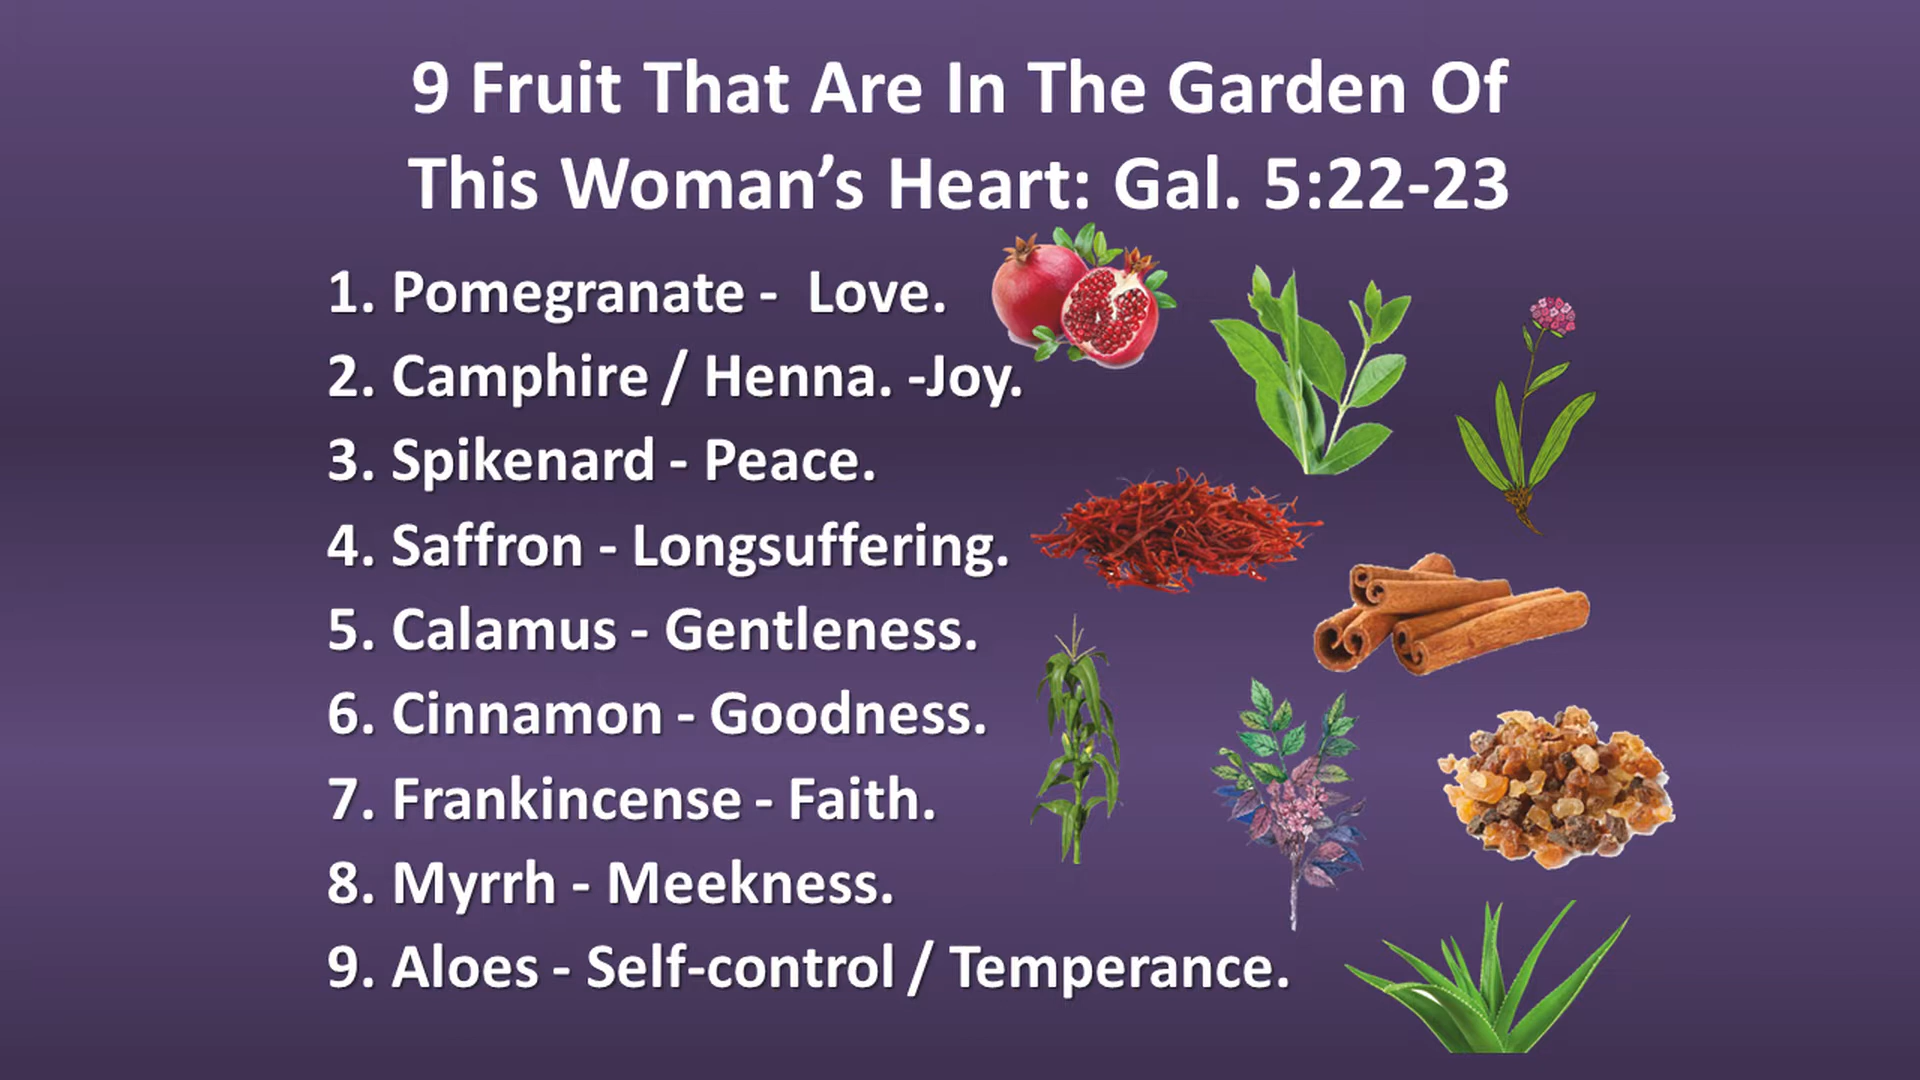 9 Fruit That Are In The Garden Of
This Woman’s Heart: Gal. 5:22-23
1. Pomegranate -  Love.
2. Camphire / Henna. -Joy.
3. Spikenard - Peace.
4. Saffron - Longsuffering.
5. Calamus - Gentleness.
6. Cinnamon - Goodness.
7. Frankincense - Faith.
8. Myrrh - Meekness.
9. Aloes - Self-control / Temperance.